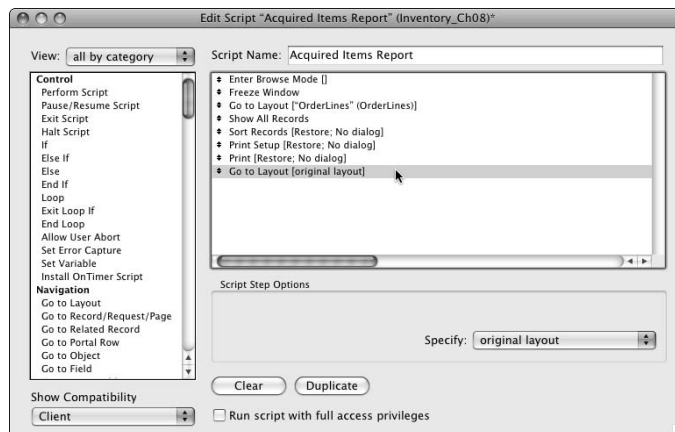 Edit Script “Acquired Items Report” (Inventory_Ch08)*
View: all by category
Script Name: Acquired Items Report
Control
Perform Script
Pause/Resume Script
Exit Script
Halt Script
If
Else If
Else
End If
Loop
Exit Loop If
End Loop
Allow User Abort
Set Error Capture
Set Variable
Install OnTimer Script
Navigation
Go to Layout
Go to Record/Request/Page
Go to Related Record
Go to Portal Row
Go to Object
Go to Field
Enter Browse Mode []
Freeze Window
Go to Layout [“OrderLines” (OrderLines)]
Show All Records
Sort Records [Restore; No dialog]
Print Setup [Restore; No dialog]
Print [Restore; No dialog]
Go to Layout [original layout]
Script Step Options
Specify: original layout
Clear
Duplicate
Show Compatibility
Client
Run script with full access privileges